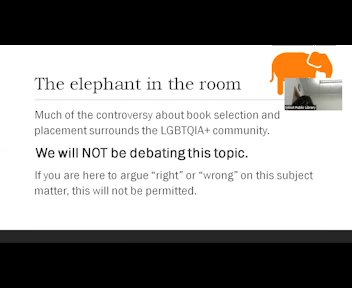 The elephant in the room
Much of the controversy about book selection and
placement surrounds the LGBTQIA+ community.
We will NOT be debating this topic.
If you are here to argue “right” or “wrong” on this subject
matter, this will not be permitted.